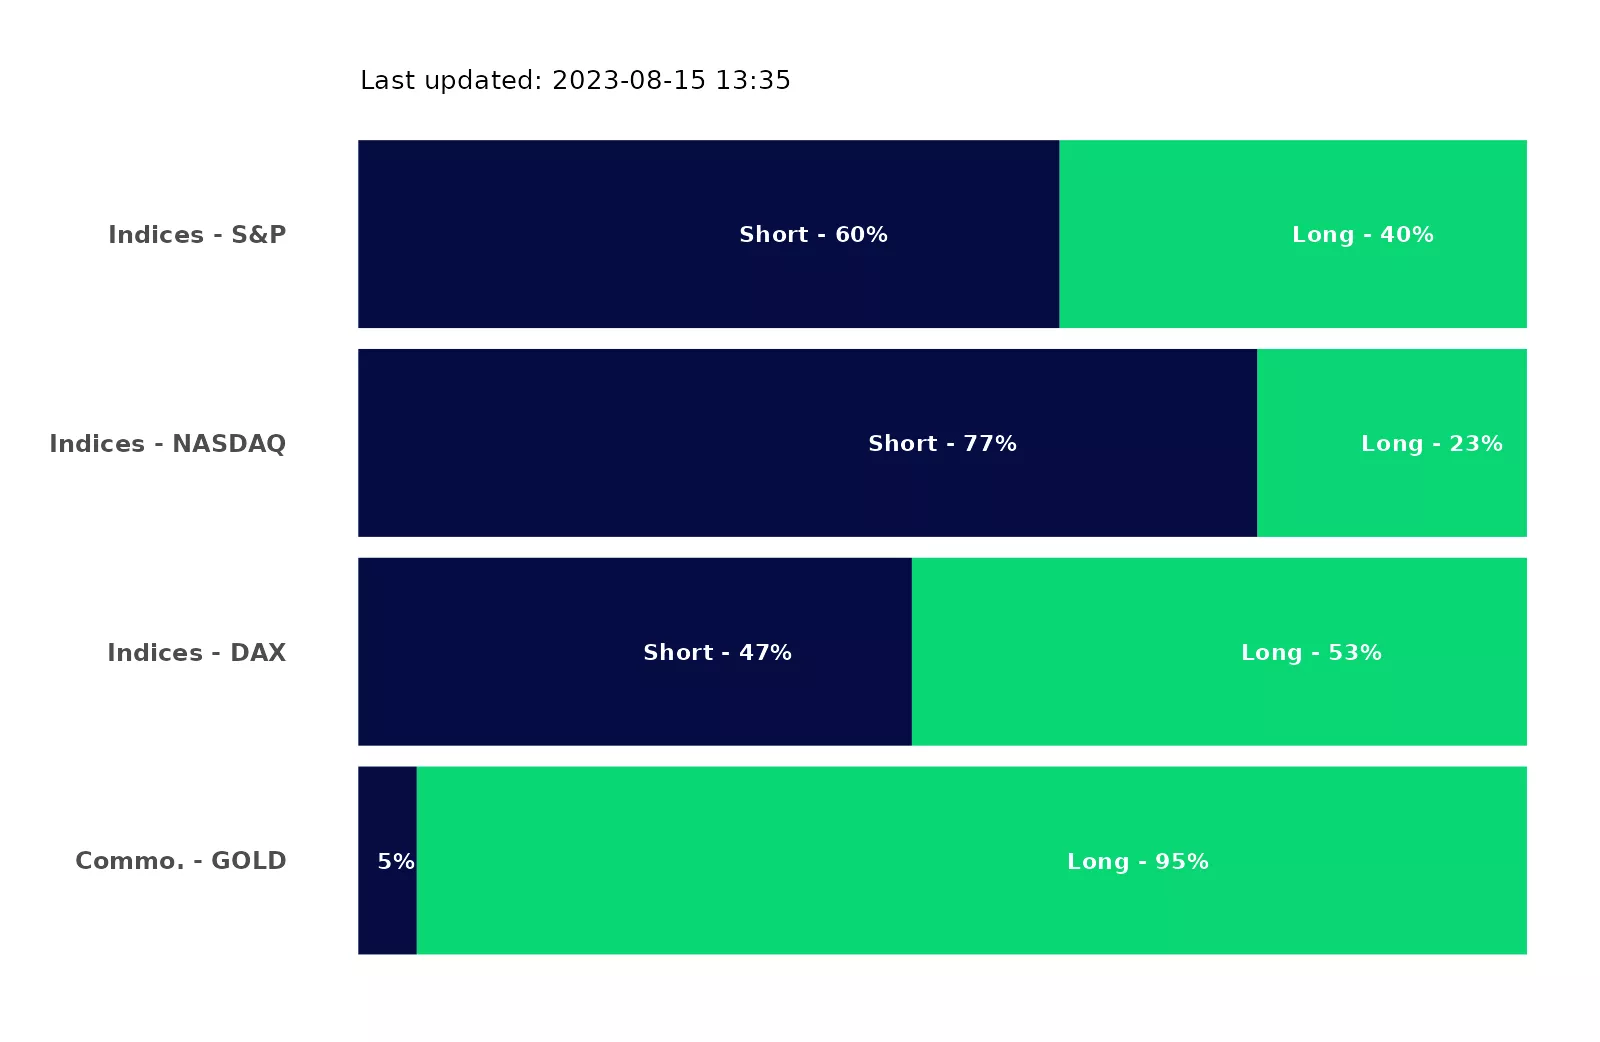 Last updated: 2023-08-15 13:35
Indices - S&P Short - 60% Long - 40%
Indices - NASDAQ Short - 77% Long - 23%
Indices - DAX Short - 47% Long - 53%
Commo. - GOLD 5% Long - 95%